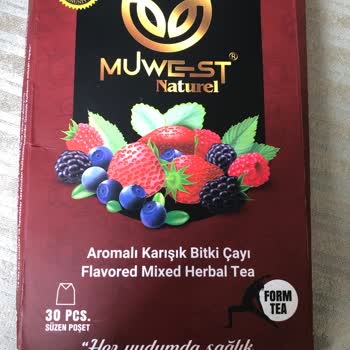 MUWEST®
Naturel
Aromalı Karışık Bitki Çayı
Flavored Mixed Herbal Tea
30 PCS.
SÜZEN POŞET
FORM
TEA
“Her yudumda sağlık